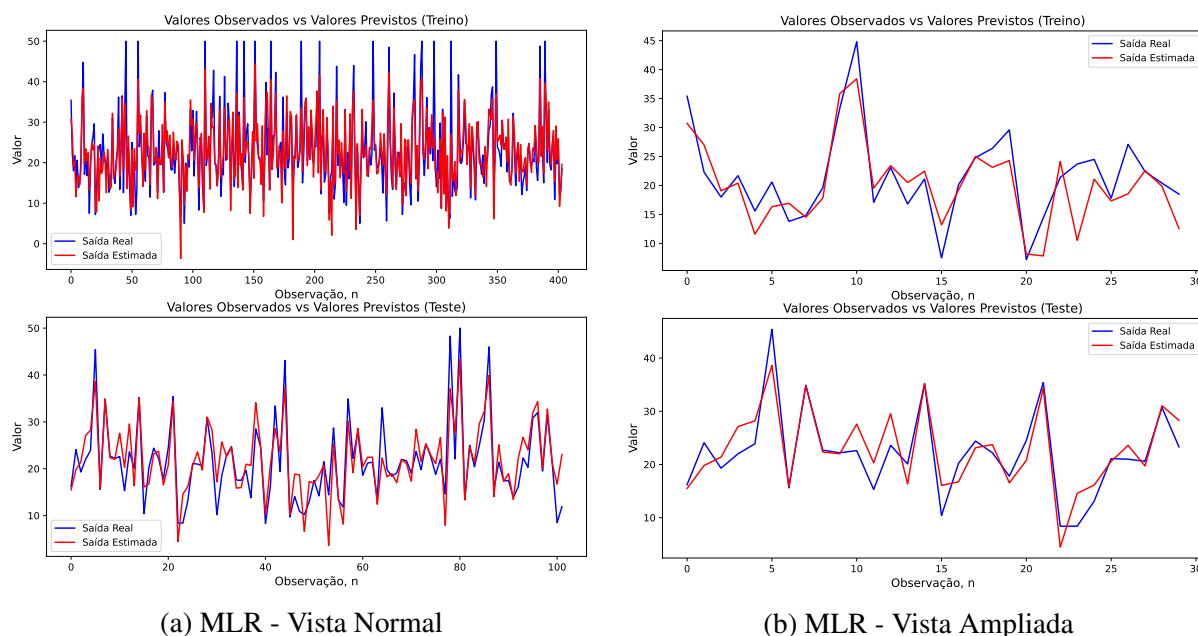 Valores Observados vs Valores Previstos (Treino)
50
40
30
20
10
0
Valor
Saída Real
Saída Estimada
0
50
100
150
200
250
300
350
400
Observação, n
Valores Observados vs Valores Previstos (Teste)
50
40
30
20
10
Valor
Saída Real
Saída Estimada
0
20
40
60
80
100
Observação, n
(a) MLR - Vista Normal
Valores Observados vs Valores Previstos (Treino)
45
40
35
30
25
20
15
10
Valor
Saída Real
Saída Estimada
0
5
10
15
20
25
30
Observação, n
Valores Observados vs Valores Previstos (Teste)
40
30
20
10
Valor
Saída Real
Saída Estimada
0
5
10
15
20
25
30
Observação, n
(b) MLR - Vista Ampliada